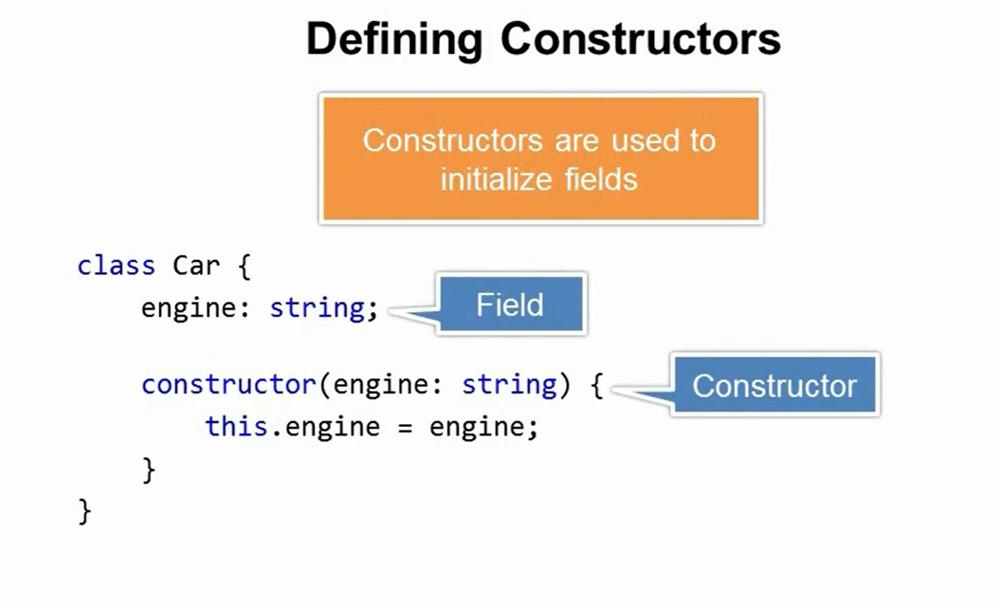 Defining Constructors
Constructors are used to
initialize fields
class Car {
engine: string;
Field
constructor(engine: string) {
Constructor
this.engine = engine;
}
}